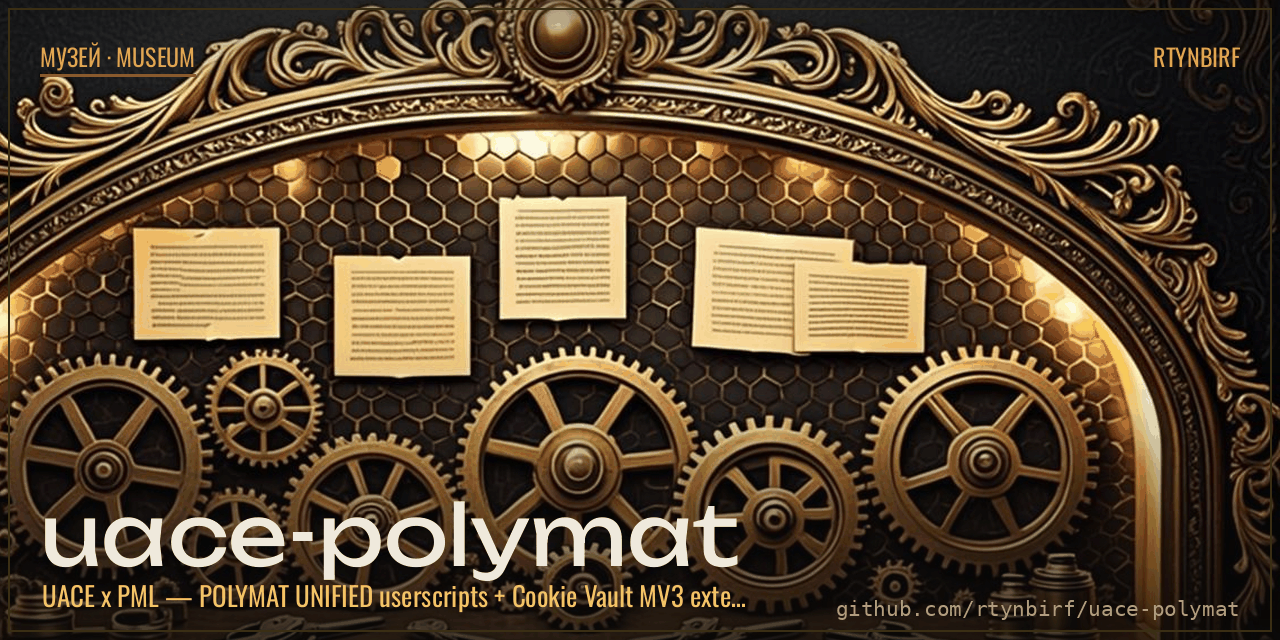 МУЗЕЙ · MUSEUM
RTYNBIRF
uace-polymat
UACE x PML — POLYMAT UNIFIED userscripts + Cookie Vault MV3 exte...
github.com/rtynbirf/uace-polymat